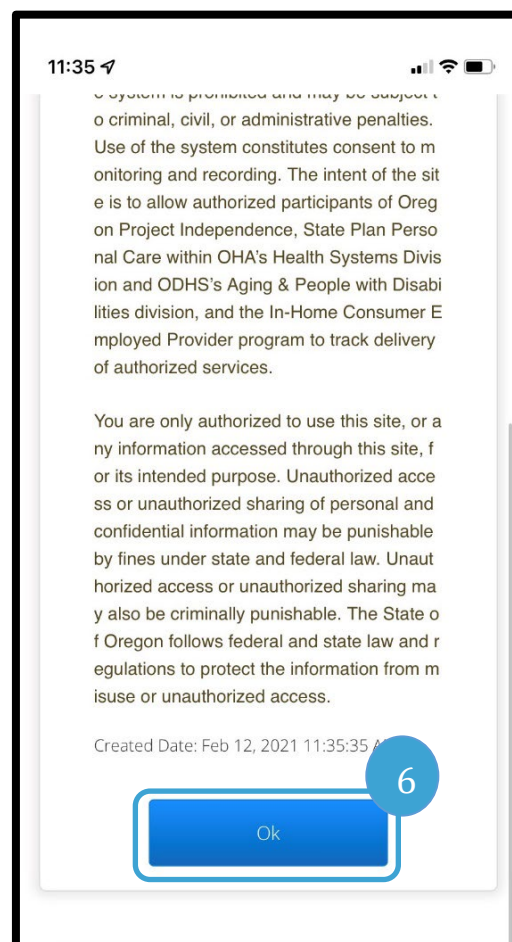 11:35
o system is prohibited and may be subject t
o criminal, civil, or administrative penalties.
Use of the system constitutes consent to m
onitoring and recording. The intent of the sit
e is to allow authorized participants of Oreg
on Project Independence, State Plan Perso
nal Care within OHA’s Health Systems Divis
ion and ODHS’s Aging & People with Disabi
lities division, and the In-Home Consumer E
mployed Provider program to track delivery
of authorized services.
You are only authorized to use this site, or a
ny information accessed through this site, f
or its intended purpose. Unauthorized acce
ss or unauthorized sharing of personal and
confidential information may be punishable
by fines under state and federal law. Unaut
horized access or unauthorized sharing ma
y also be criminally punishable. The State o
f Oregon follows federal and state law and r
egulations to protect the information from m
isuse or unauthorized access.
Created Date: Feb 12, 2021 11:35:35
6
Ok